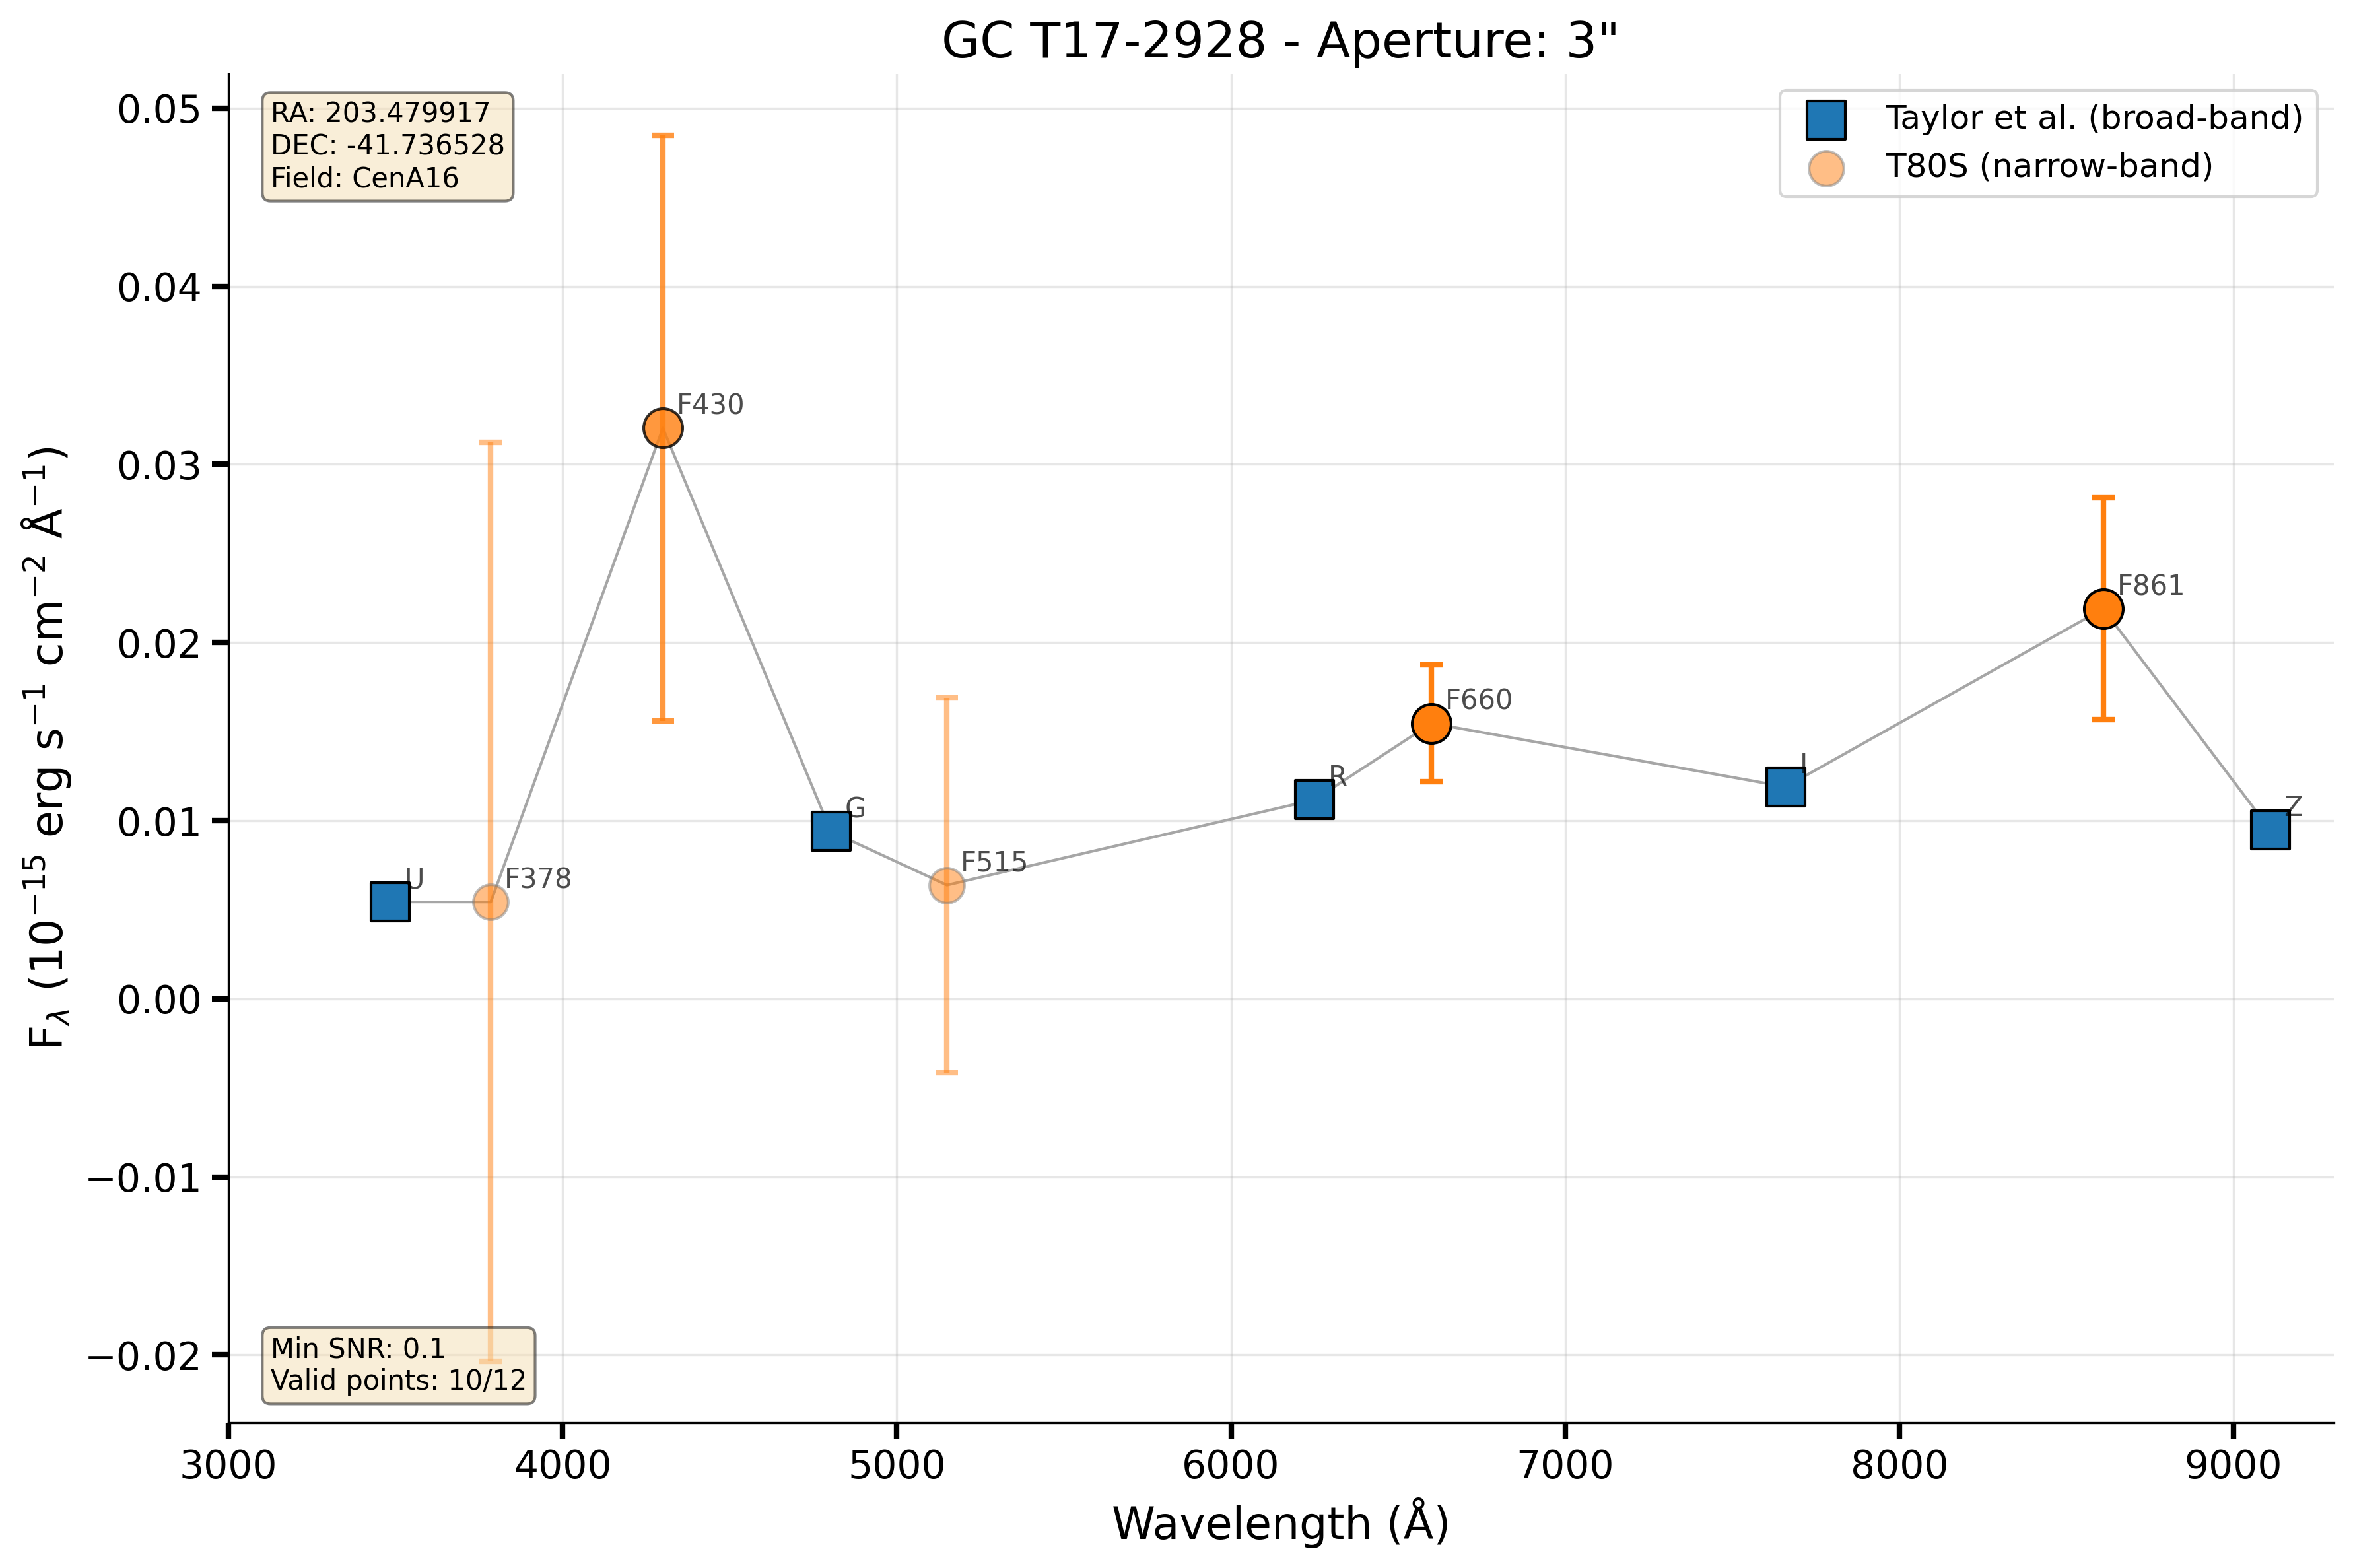 GC T17-2928 - Aperture: 3"
RA: 203.479917
DEC: -41.736528
Field: CenA16
Taylor et al. (broad-band)
T80S (narrow-band)
0.05
0.04
0.03
0.02
0.01
0.00
−0.01
−0.02
F_λ (10⁻¹⁵ erg s⁻¹ cm⁻² Å⁻¹)
U
F378
F430
G
F515
R
F660
I
F861
Z
Min SNR: 0.1
Valid points: 10/12
3000 4000 5000 6000 7000 8000 9000
Wavelength (Å)